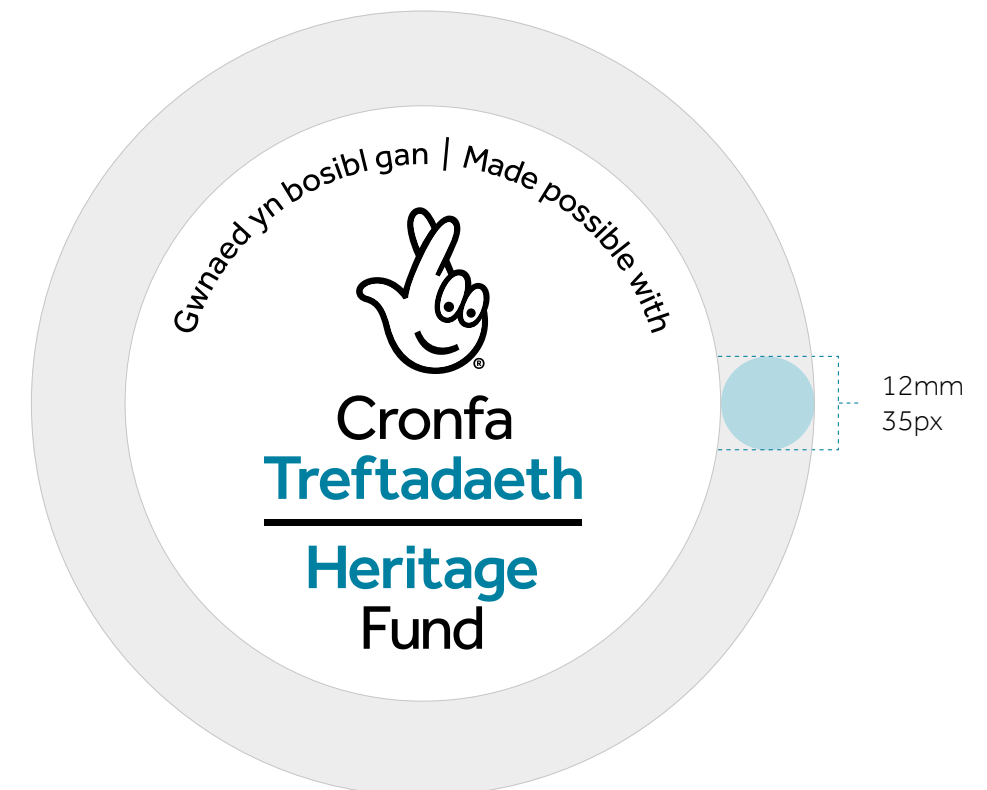 Gwnaed yn bosibl gan | Made possible with
®
Cronfa
Treftadaeth
Heritage
Fund
12mm
35px